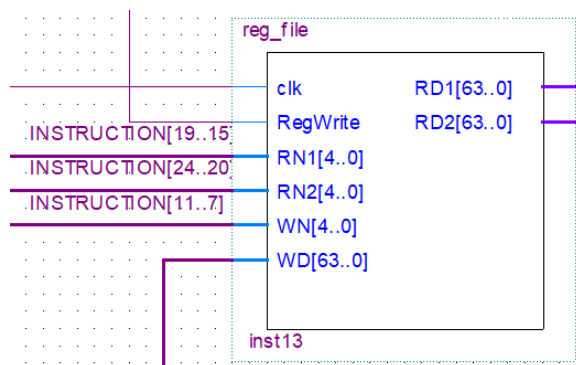 reg_file
clk RD1[63..0]
RegWrite RD2[63..0]
INSTRUCTION[19..15]
RN1[4..0]
INSTRUCTION[24..20]
RN2[4..0]
INSTRUCTION[11..7]
WN[4..0]
WD[63..0]
inst13